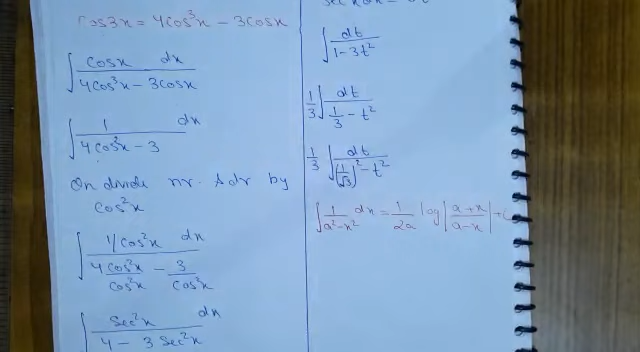 cos3x = 4cos³x - 3cosx
∫ cosx dx / 4cos³x - 3cosx
∫ 1 dx / 4cos²x - 3
On divide nr. & dr by
cos²x
∫ 1/cos²x dx / 4cos²x/cos²x - 3/cos²x
∫ sec²x dx / 4 - 3 sec²x
∫ dt / 1-3t²
1/3 ∫ dt / 1/3 - t²
1/3 ∫ dt / (1/√3)² - t²
∫ 1/a²-x² dx = 1/2a log |a+x/a-x| + C